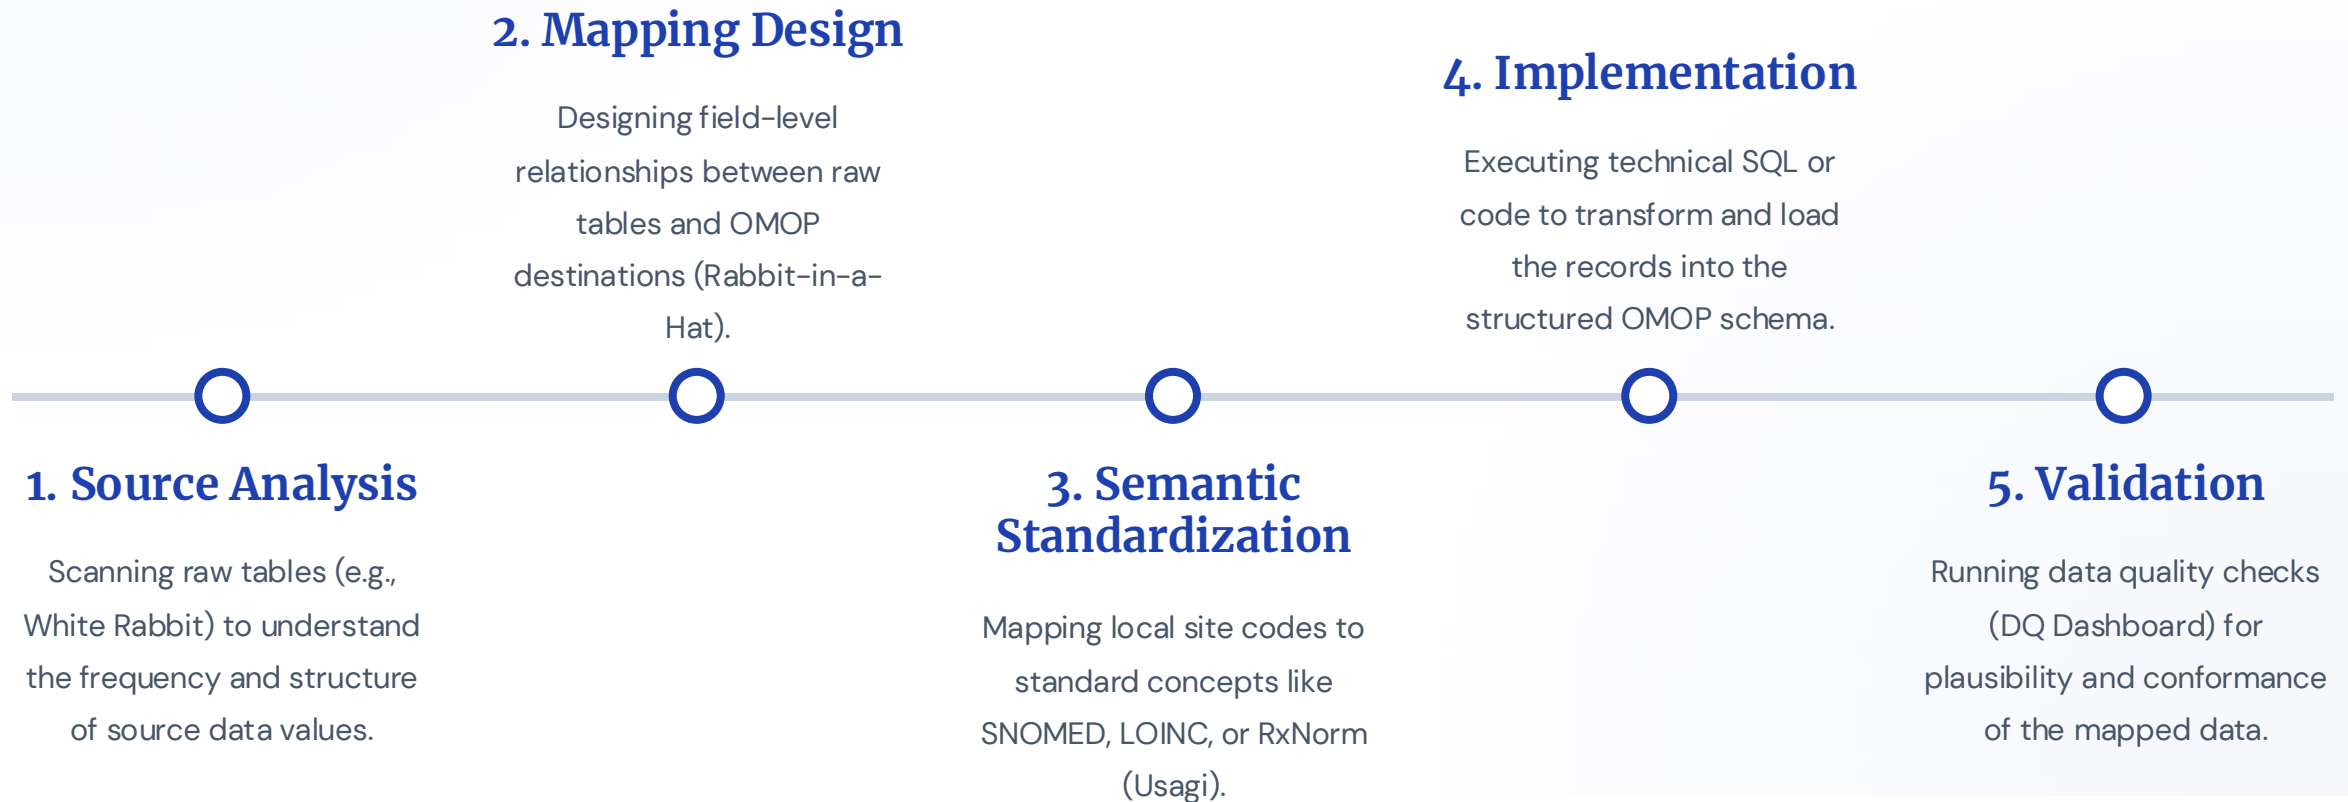 1. Source Analysis
Scanning raw tables (e.g.,
White Rabbit) to understand
the frequency and structure
of source data values.
2. Mapping Design
Designing field-level
relationships between raw
tables and OMOP
destinations (Rabbit-in-a-
Hat).
3. Semantic
Standardization
Mapping local site codes to
standard concepts like
SNOMED, LOINC, or RxNorm
(Usagi).
4. Implementation
Executing technical SQL or
code to transform and load
the records into the
structured OMOP schema.
5. Validation
Running data quality checks
(DQ Dashboard) for
plausibility and conformance
of the mapped data.